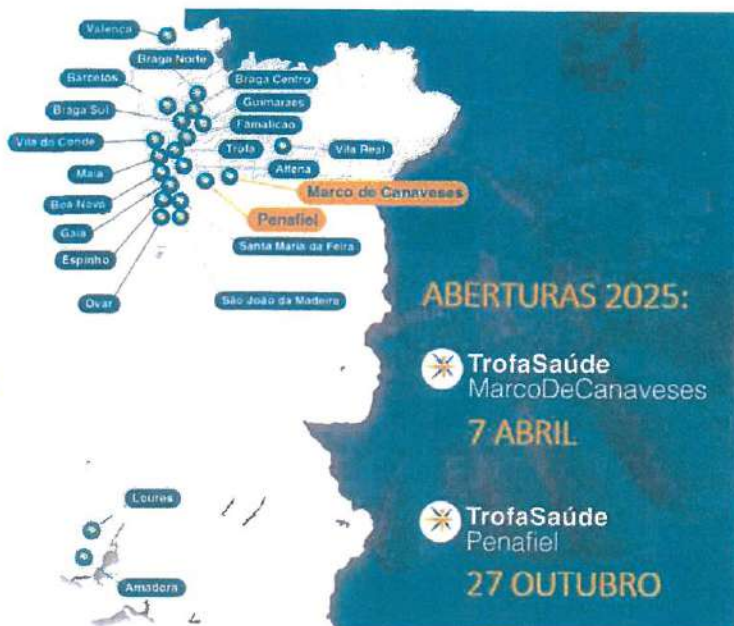 Valença
Braga Norte
Barcelos
Braga Centro
Braga Sul
Guimaraes
Famalicao
Vila do Conde
Trofa
Vila Real
Maia
Alfena
Marco de Canaveses
Boa Nova
Penafiel
Gaia
Santa Maria da Feira
Espinho
Ovar
São João da Madeira
ABERTURAS 2025:
TrofaSaúde
MarcoDeCanaveses
7 ABRIL
Loures
TrofaSaúde
Penafiel
Amadora
27 OUTUBRO